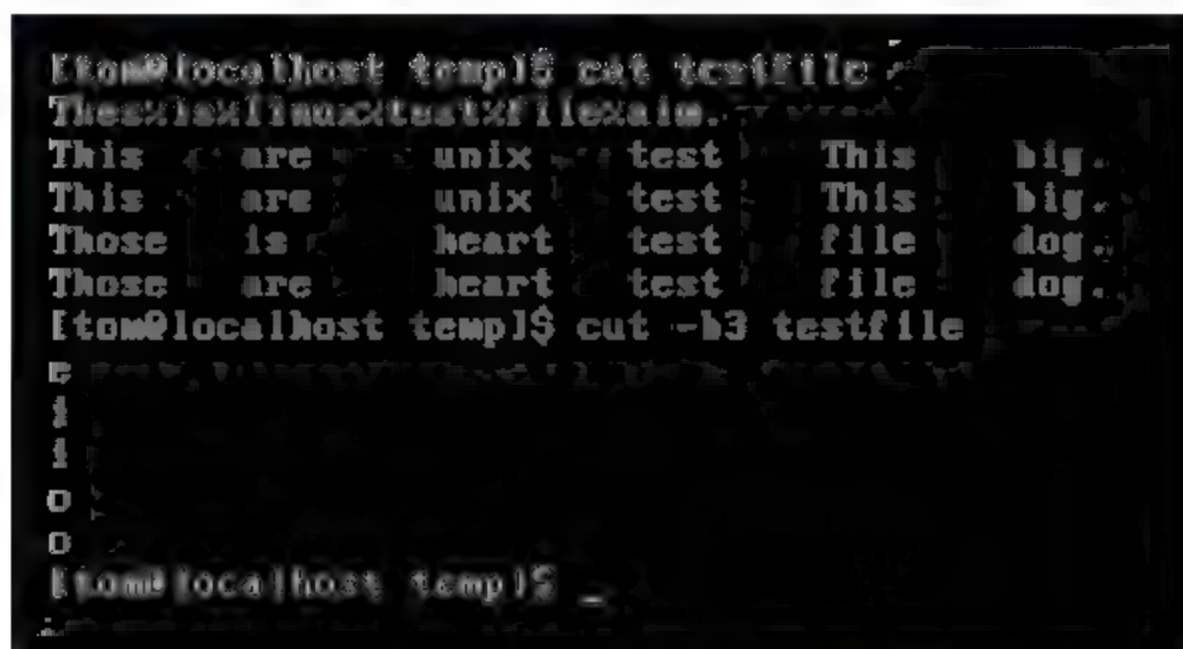 [tom@localhost temp]$ cat testfile
Thes%is%linux%test%file%aim.
This are unix test This big.
This are unix test This big.
Those is heart test file dog.
Those are heart test file dog.
[tom@localhost temp]$ cut -b3 testfile
e
i
i
o
o
[tom@localhost temp]$ _